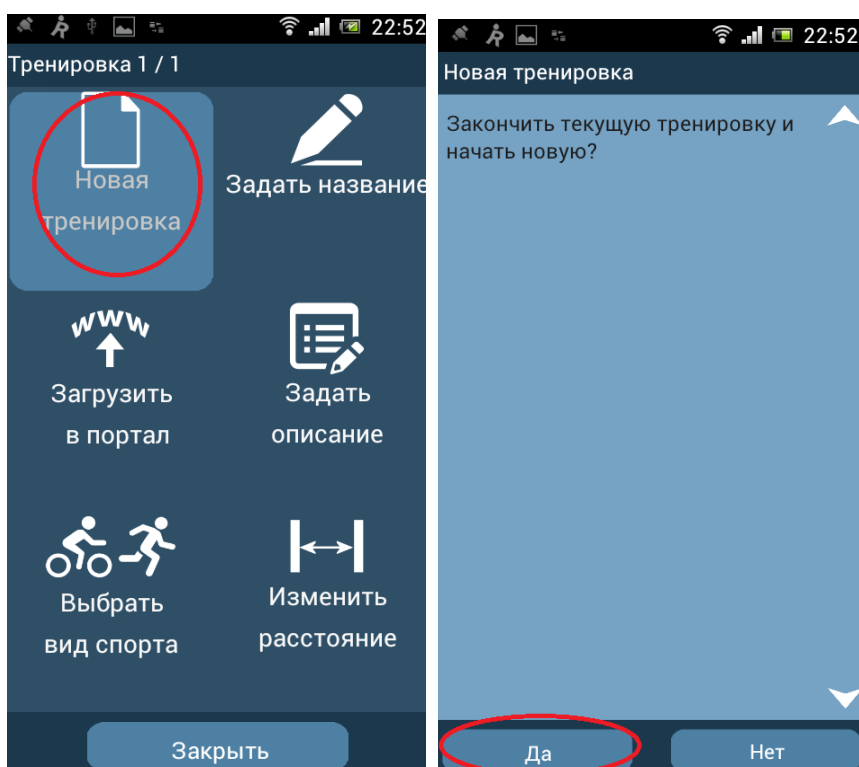 22:52
Тренировка 1 / 1
Новая
тренировка
Задать название
www
Загрузить
в портал
Задать
описание
Выбрать
вид спорта
Изменить
расстояние
Закрыть
22:52
Новая тренировка
Закончить текущую тренировку и
начать новую?
Да
Нет